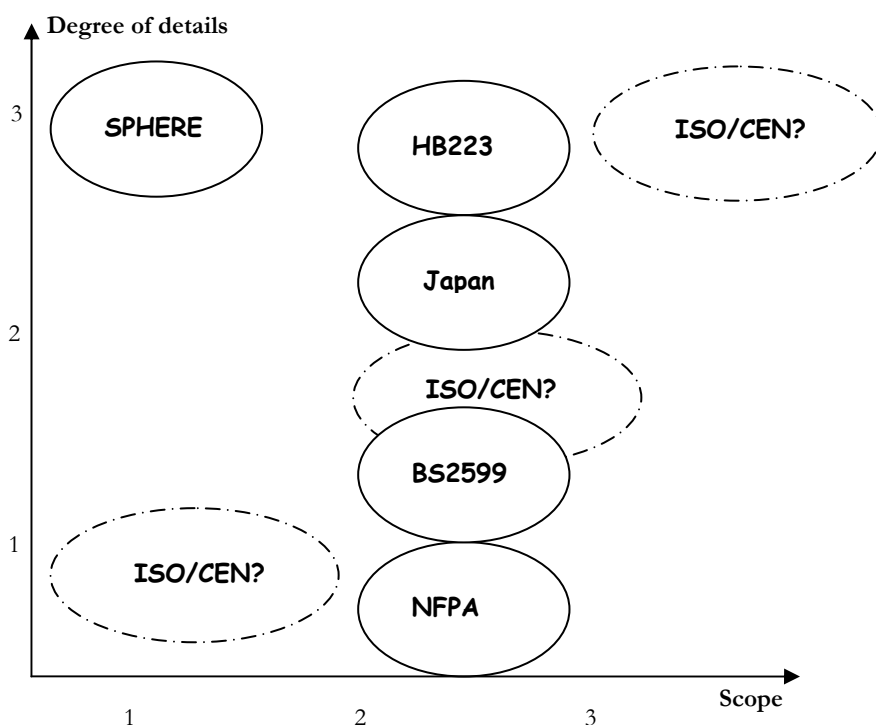 Degree of details
3
SPHERE
HB223
ISO/CEN?
Japan
2
ISO/CEN?
BS2599
1
ISO/CEN?
NFPA
Scope
1
2
3